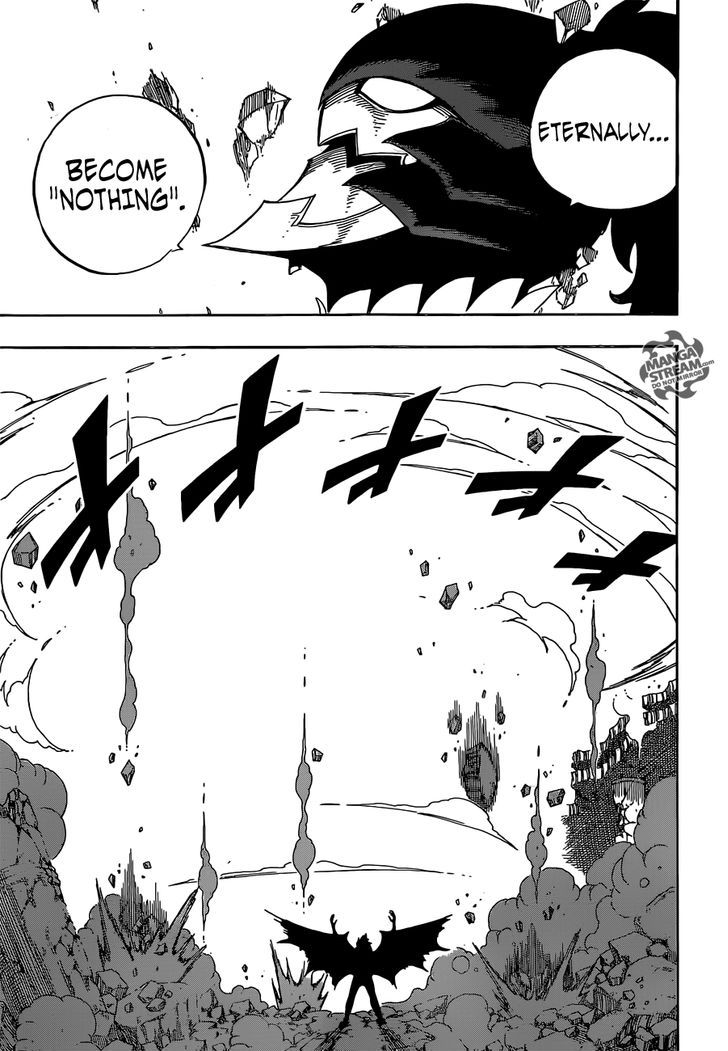 ETERNALLY...
BECOME
"NOTHING".
MANGA
STREAM.com
DO NOT MIRROR